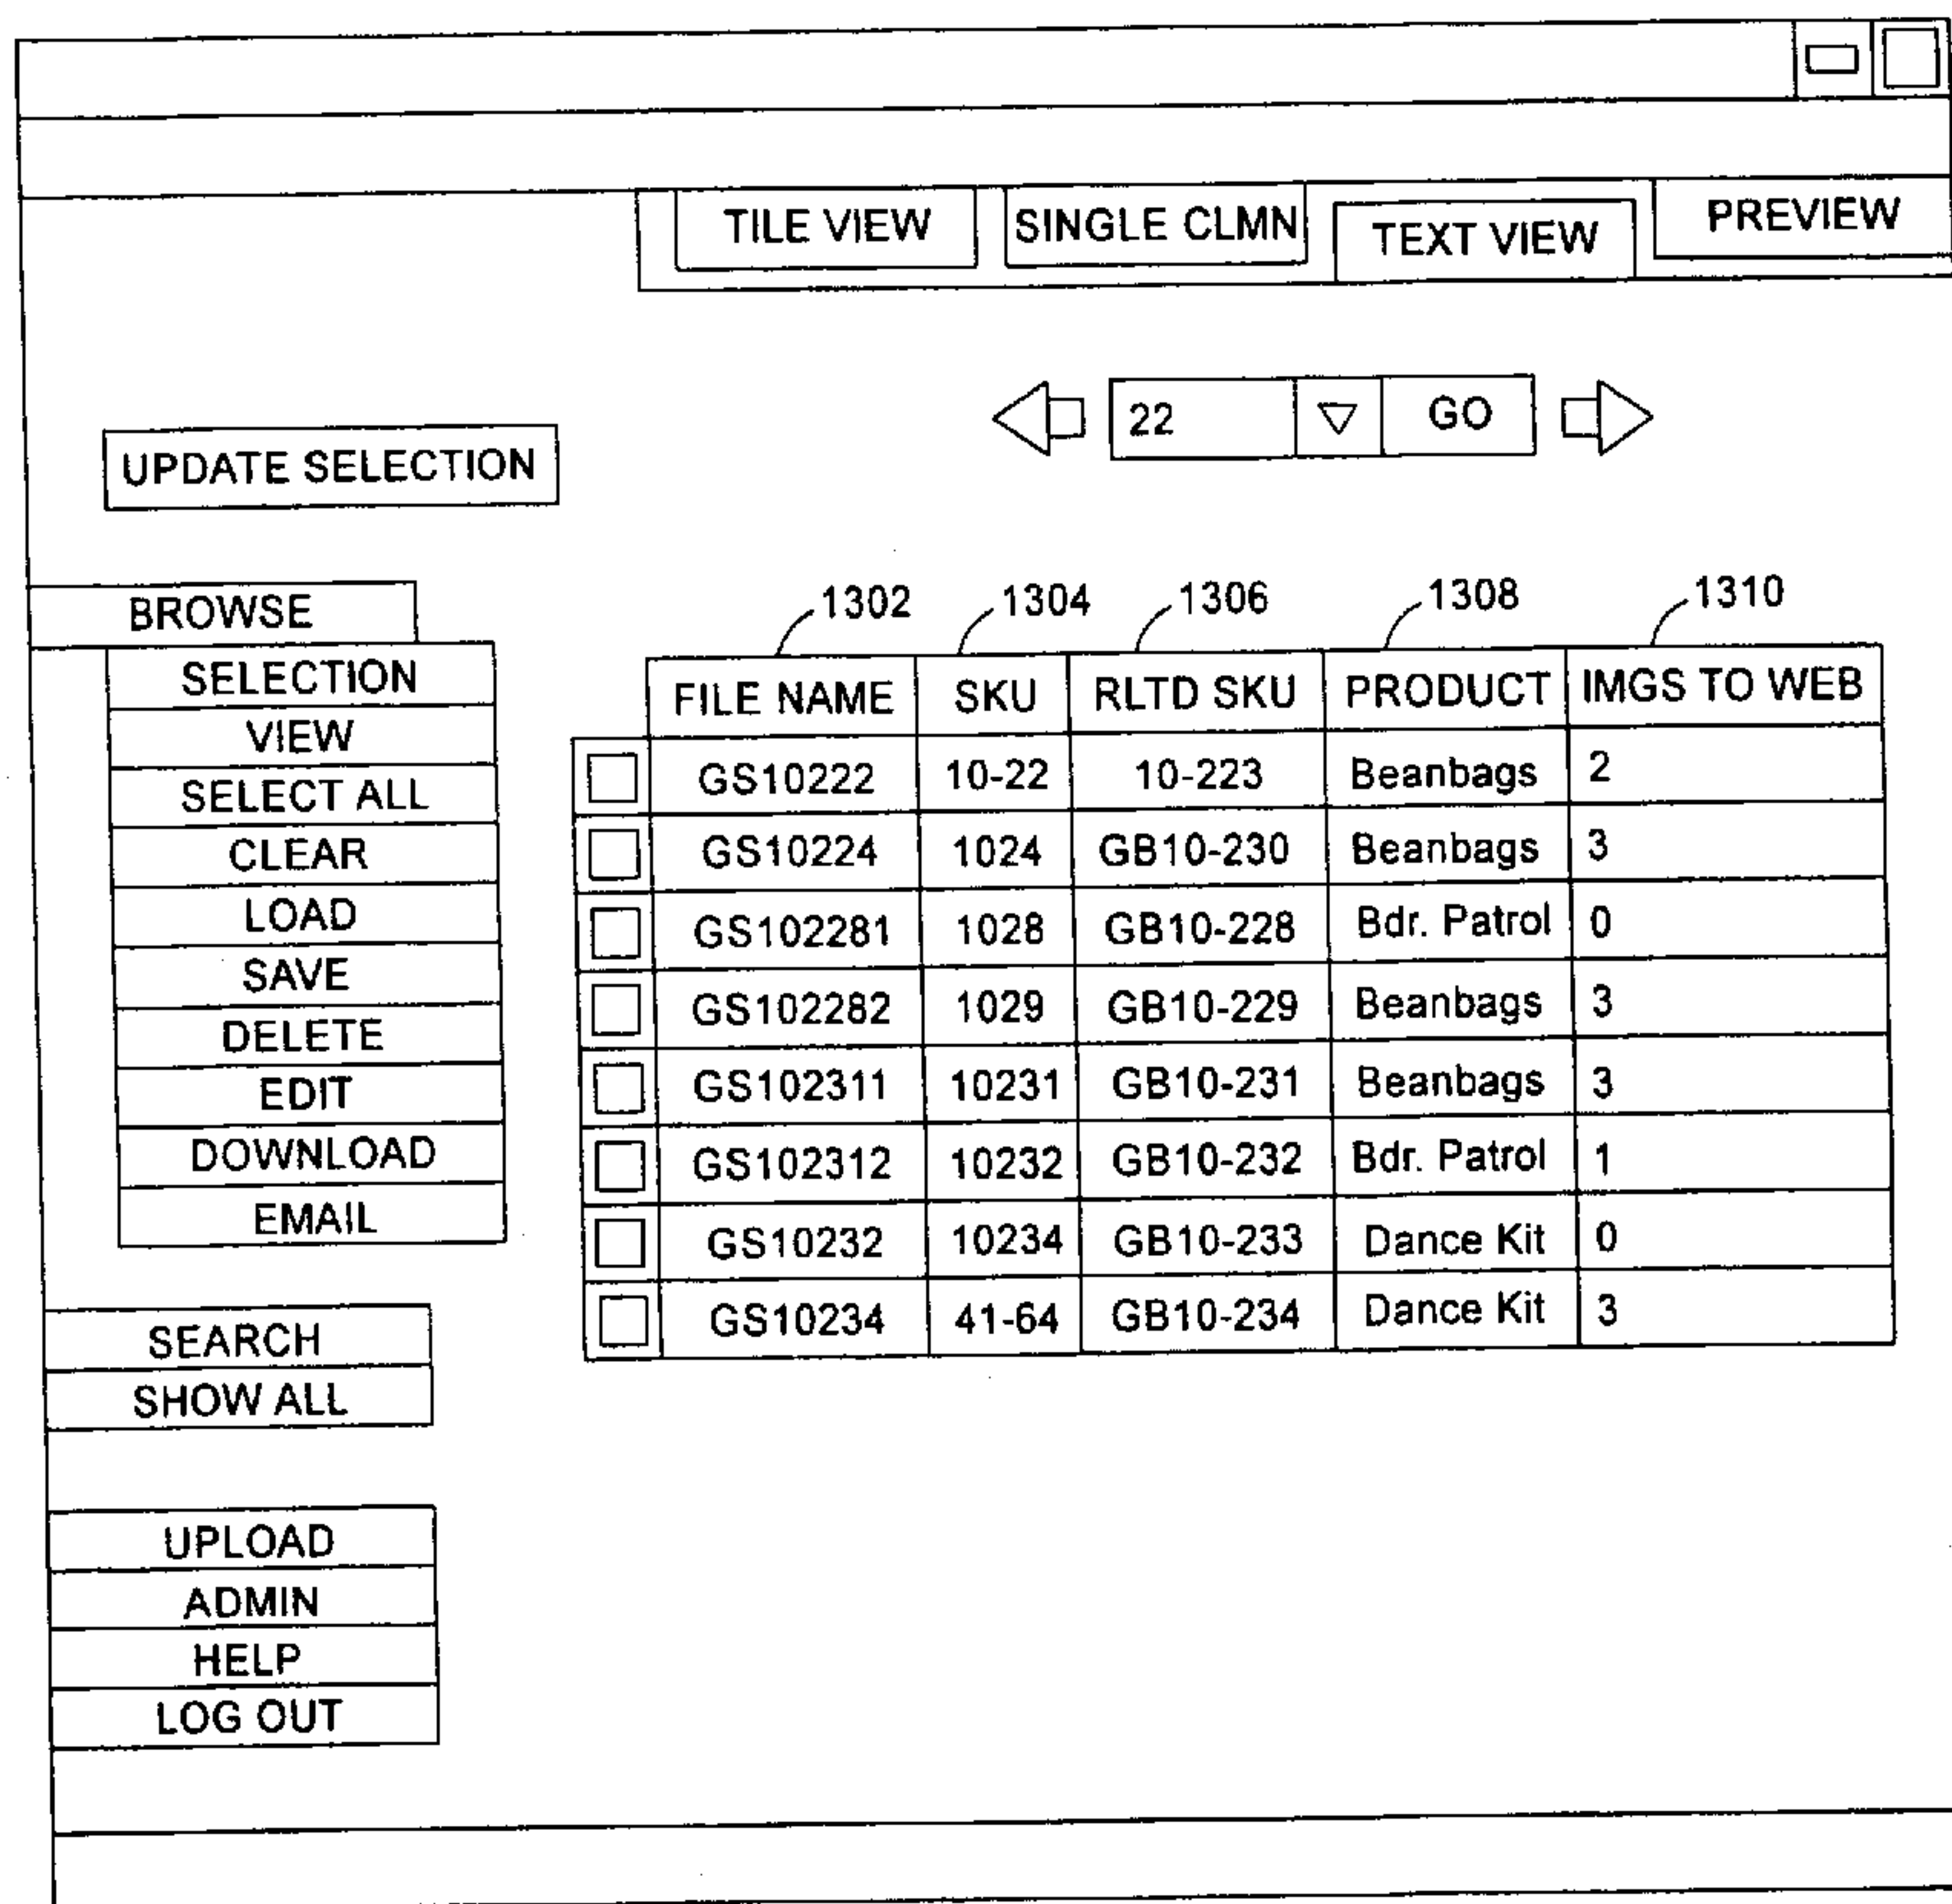 TILE VIEW SINGLE CLMN TEXT VIEW PREVIEW
22 GO
UPDATE SELECTION
BROWSE
SELECTION
VIEW
SELECT ALL
CLEAR
LOAD
SAVE
DELETE
EDIT
DOWNLOAD
EMAIL
SEARCH
SHOW ALL
UPLOAD
ADMIN
HELP
LOG OUT
1302 1304 1306 1308 1310
FILE NAME SKU RLTD SKU PRODUCT IMGS TO WEB
GS10222 10-22 10-223 Beanbags 2
GS10224 1024 GB10-230 Beanbags 3
GS102281 1028 GB10-228 Bdr. Patrol 0
GS102282 1029 GB10-229 Beanbags 3
GS102311 10231 GB10-231 Beanbags 3
GS102312 10232 GB10-232 Bdr. Patrol 1
GS10232 10234 GB10-233 Dance Kit 0
GS10234 41-64 GB10-234 Dance Kit 3